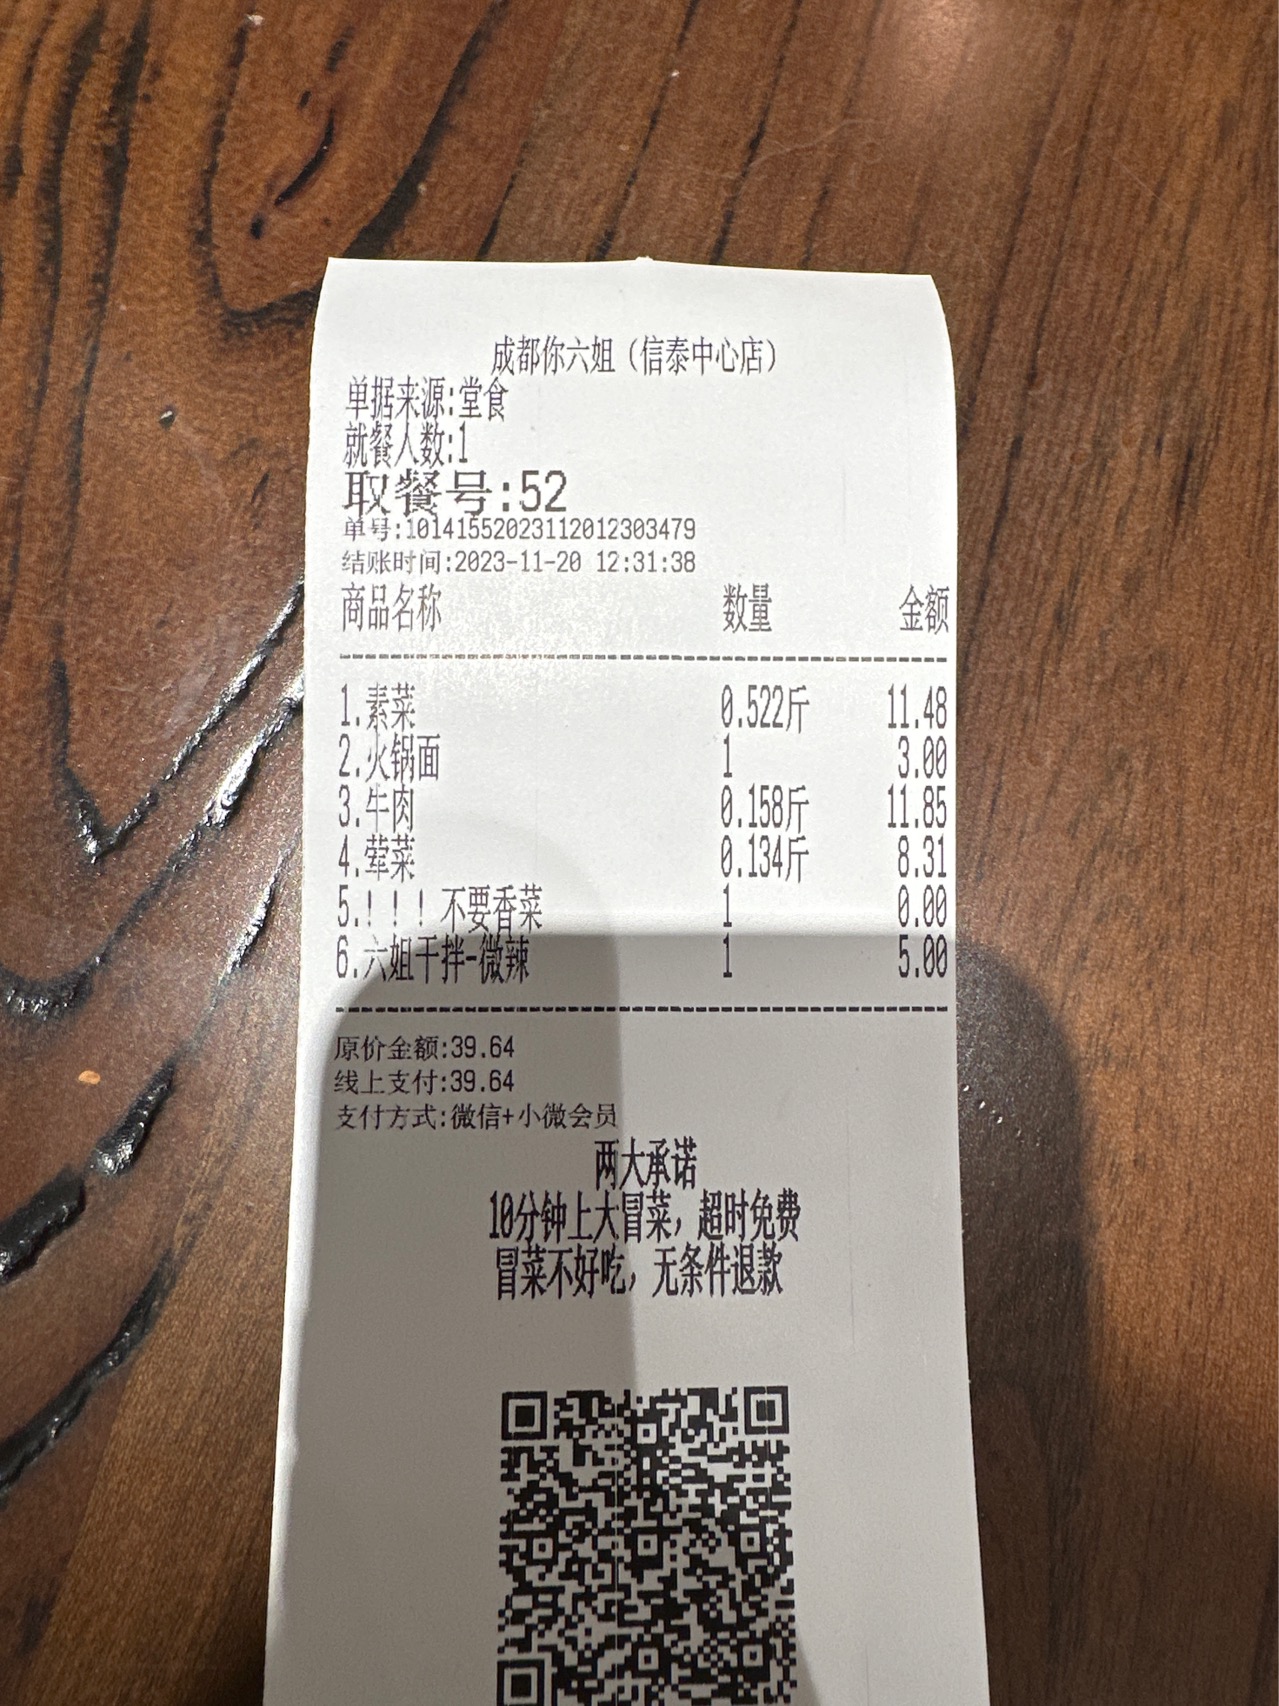 成都你六姐（信泰中心店）
单据来源:堂食
就餐人数:1
取餐号:52
单号:10141552023112012303479
结账时间:2023-11-20 12:31:38
商品名称 数量 金额
1.素菜 0.522斤 11.48
2.火锅面 1 3.00
3.牛肉 0.158斤 11.85
4.荤菜 0.134斤 8.31
5.！！！不要香菜 1 0.00
6.六姐干拌-微辣 1 5.00
原价金额:39.64
线上支付:39.64
支付方式:微信+小微会员
两大承诺
10分钟上大冒菜，超时免费
冒菜不好吃，无条件退款